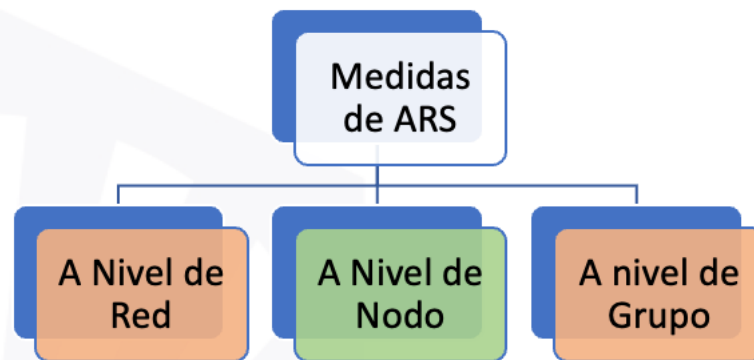 Medidas
de ARS
A Nivel de
Red
A Nivel de
Nodo
A nivel de
Grupo